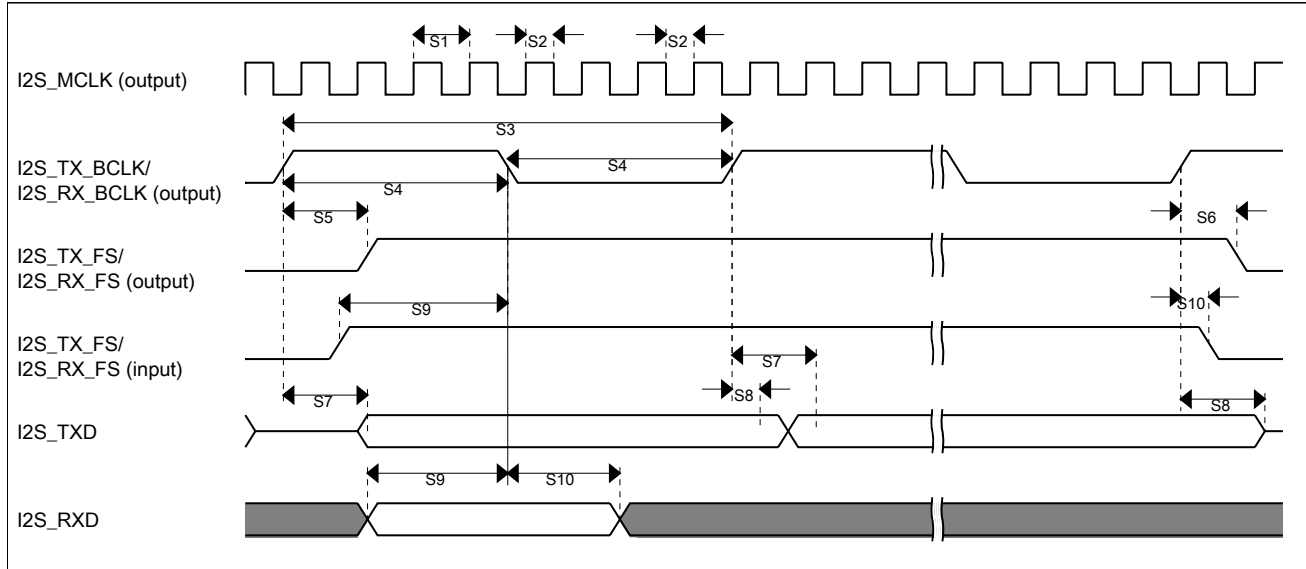 S1
S2
S2
I2S_MCLK (output)
S3
I2S_TX_BCLK/
I2S_RX_BCLK (output)
S4
S4
S5
S6
I2S_TX_FS/
I2S_RX_FS (output)
S9
S10
I2S_TX_FS/
I2S_RX_FS (input)
S7
S7
S8
S8
I2S_TXD
S9
S10
I2S_RXD